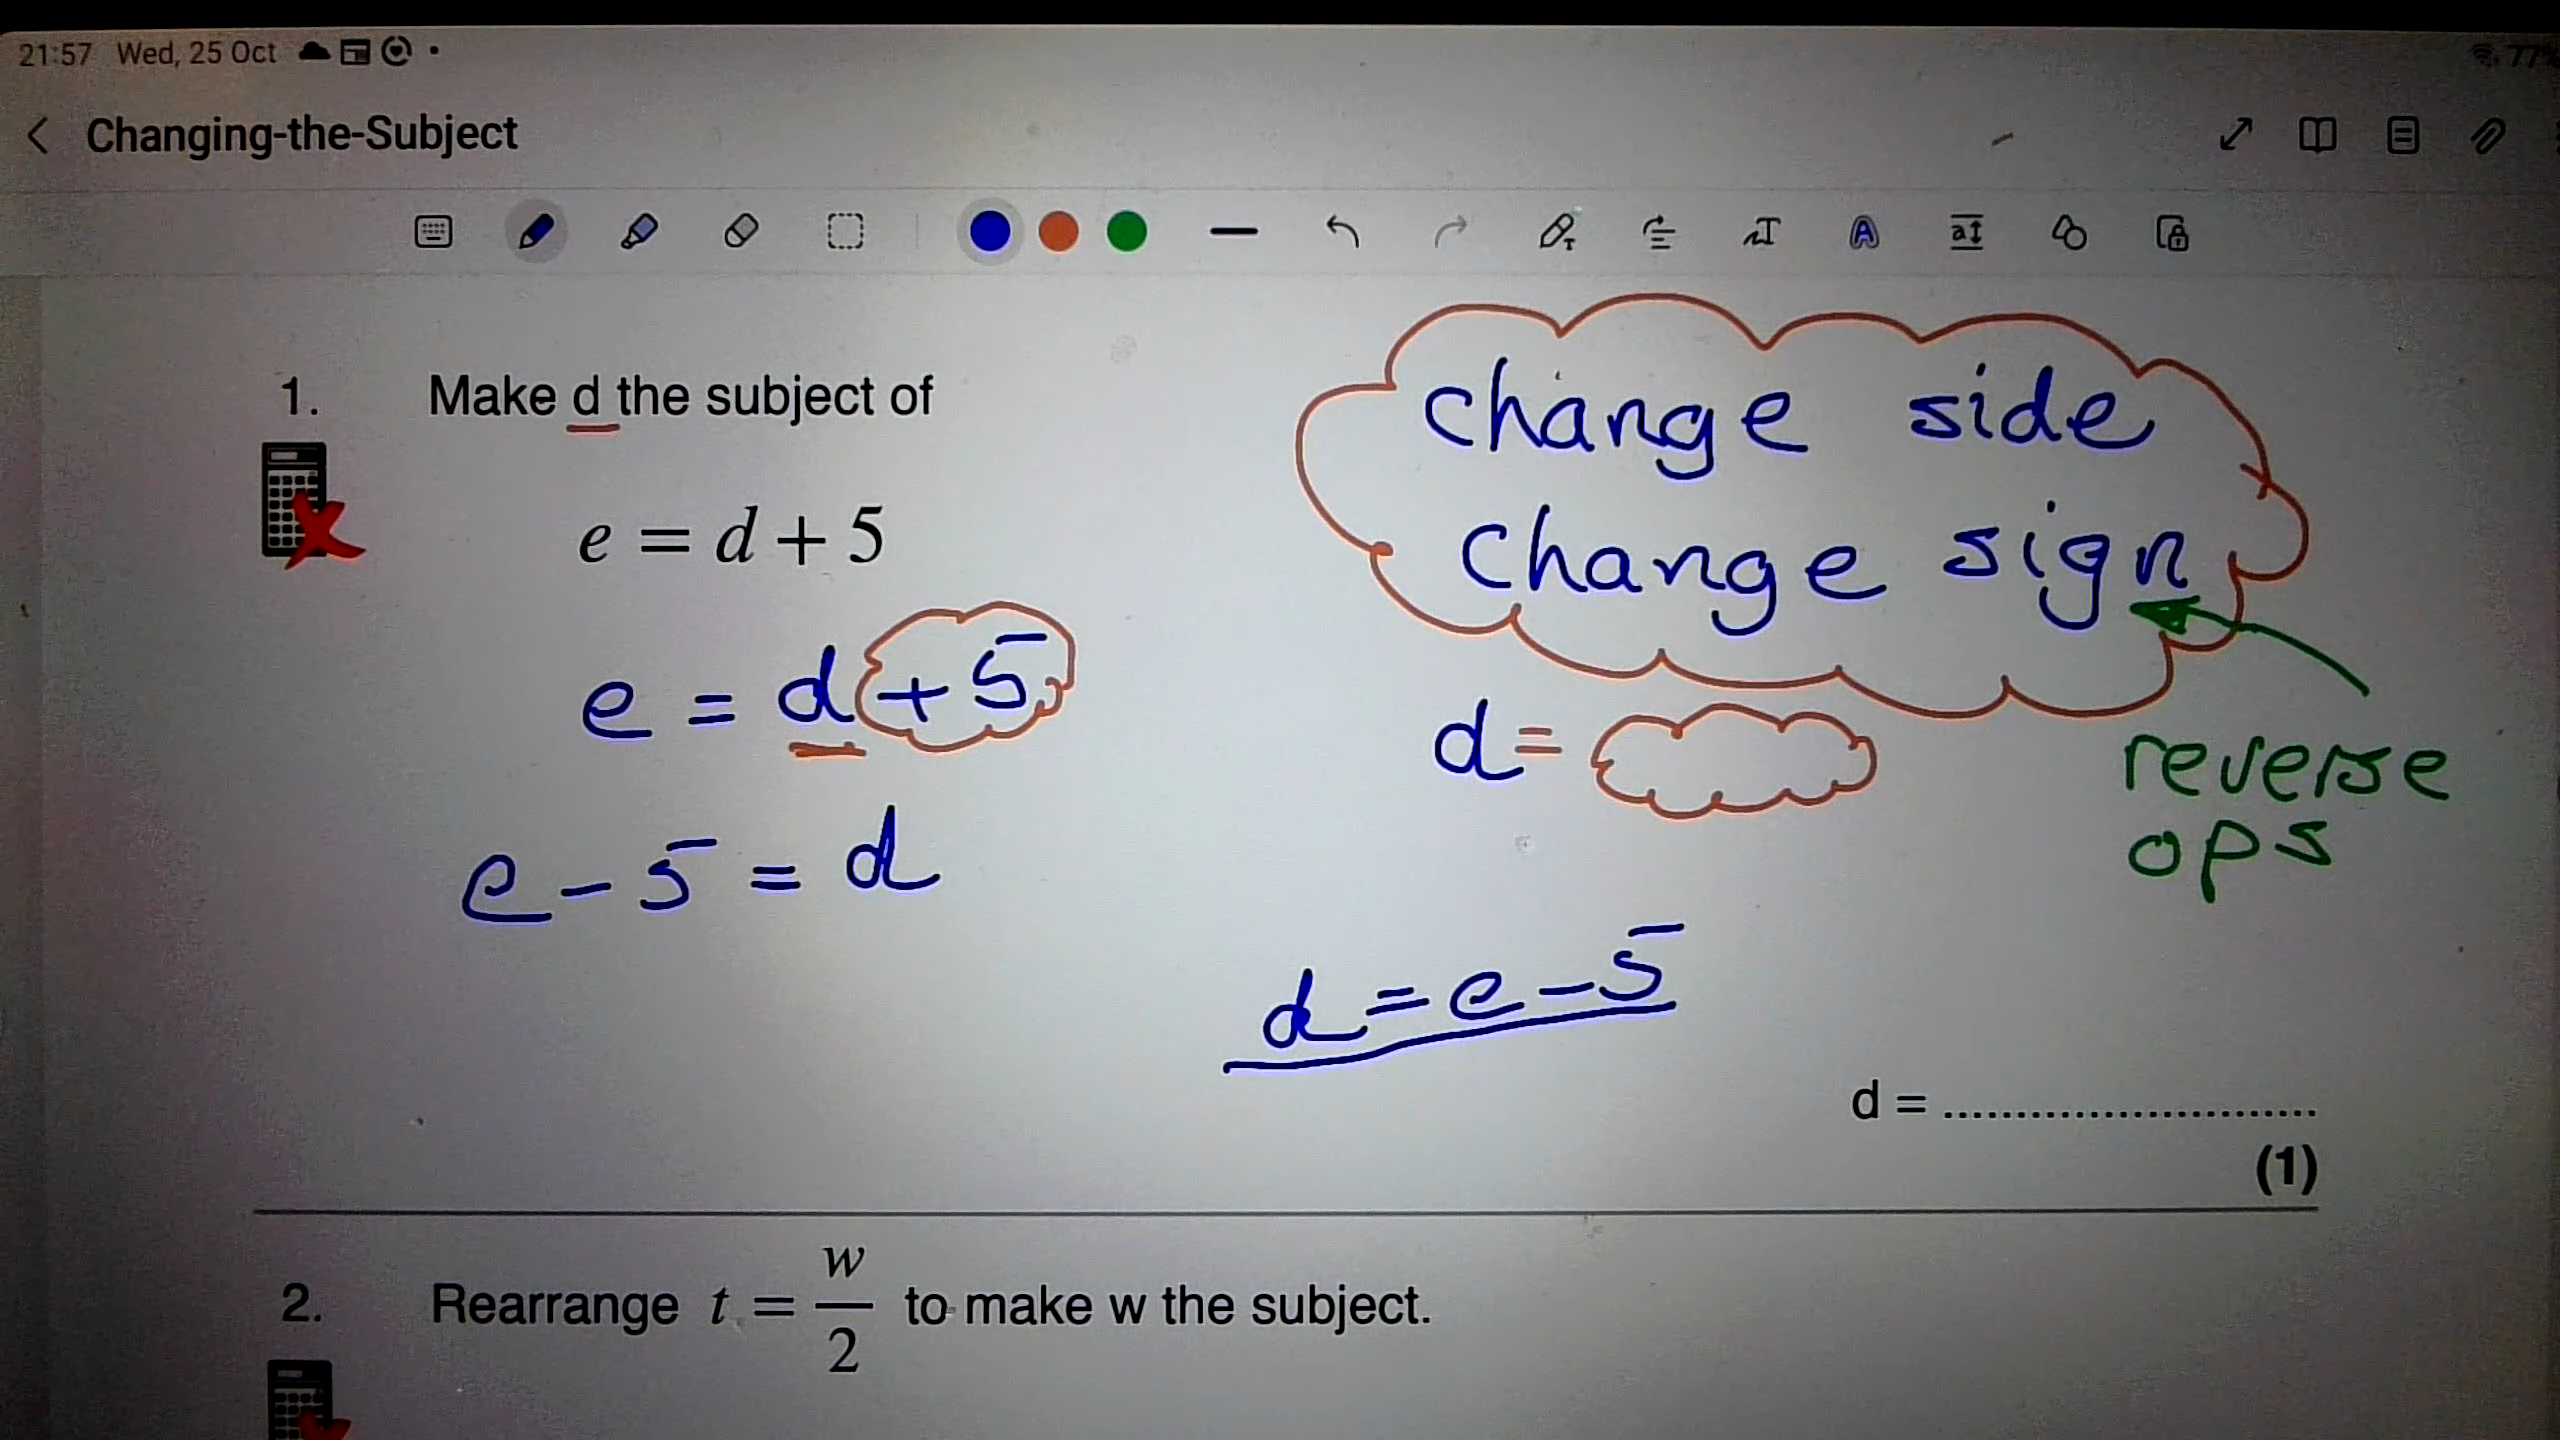 21:57 Wed, 25 Oct
77%
Changing-the-Subject
1. Make d the subject of
e = d + 5
change side
change sign
e = d + 5
d =
reverse
ops
e - 5 = d
d = e - 5
d = ..........................
(1)
2. Rearrange t = w/2 to make w the subject.